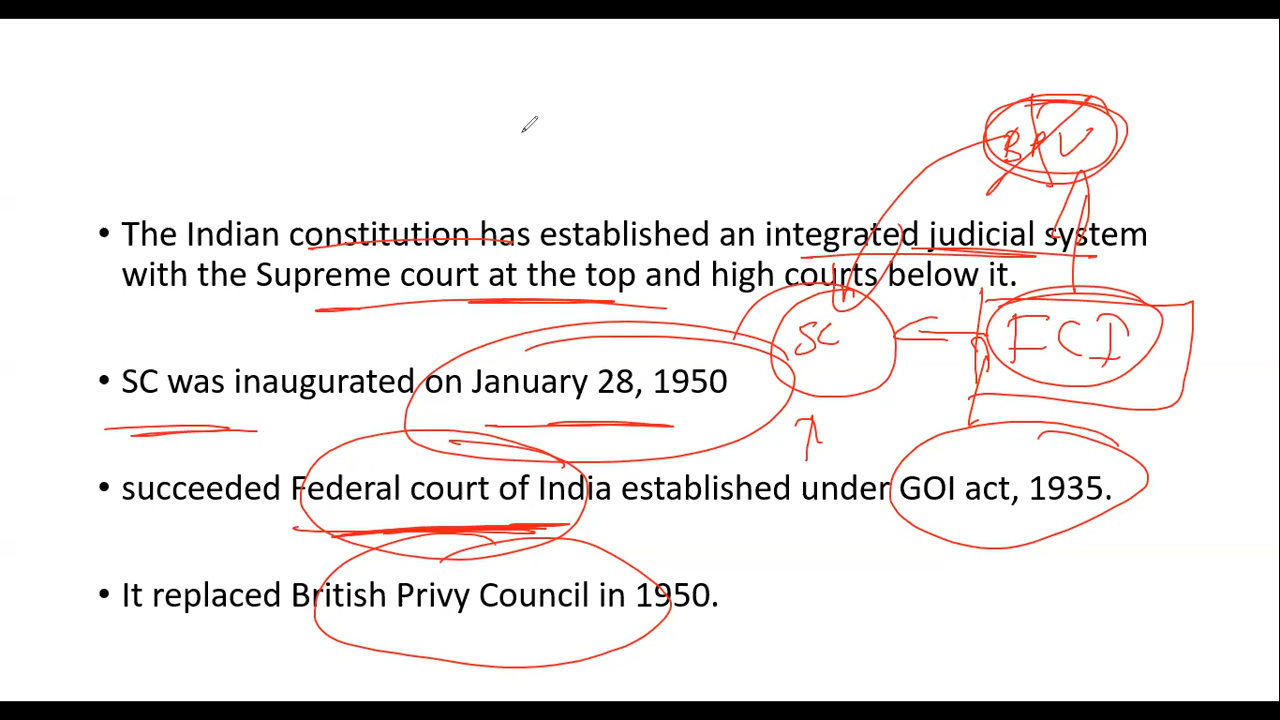 • The Indian constitution has established an integrated judicial system
with the Supreme court at the top and high courts below it.
SC
FCI
• SC was inaugurated on January 28, 1950
• succeeded Federal court of India established under GOI act, 1935.
• It replaced British Privy Council in 1950.